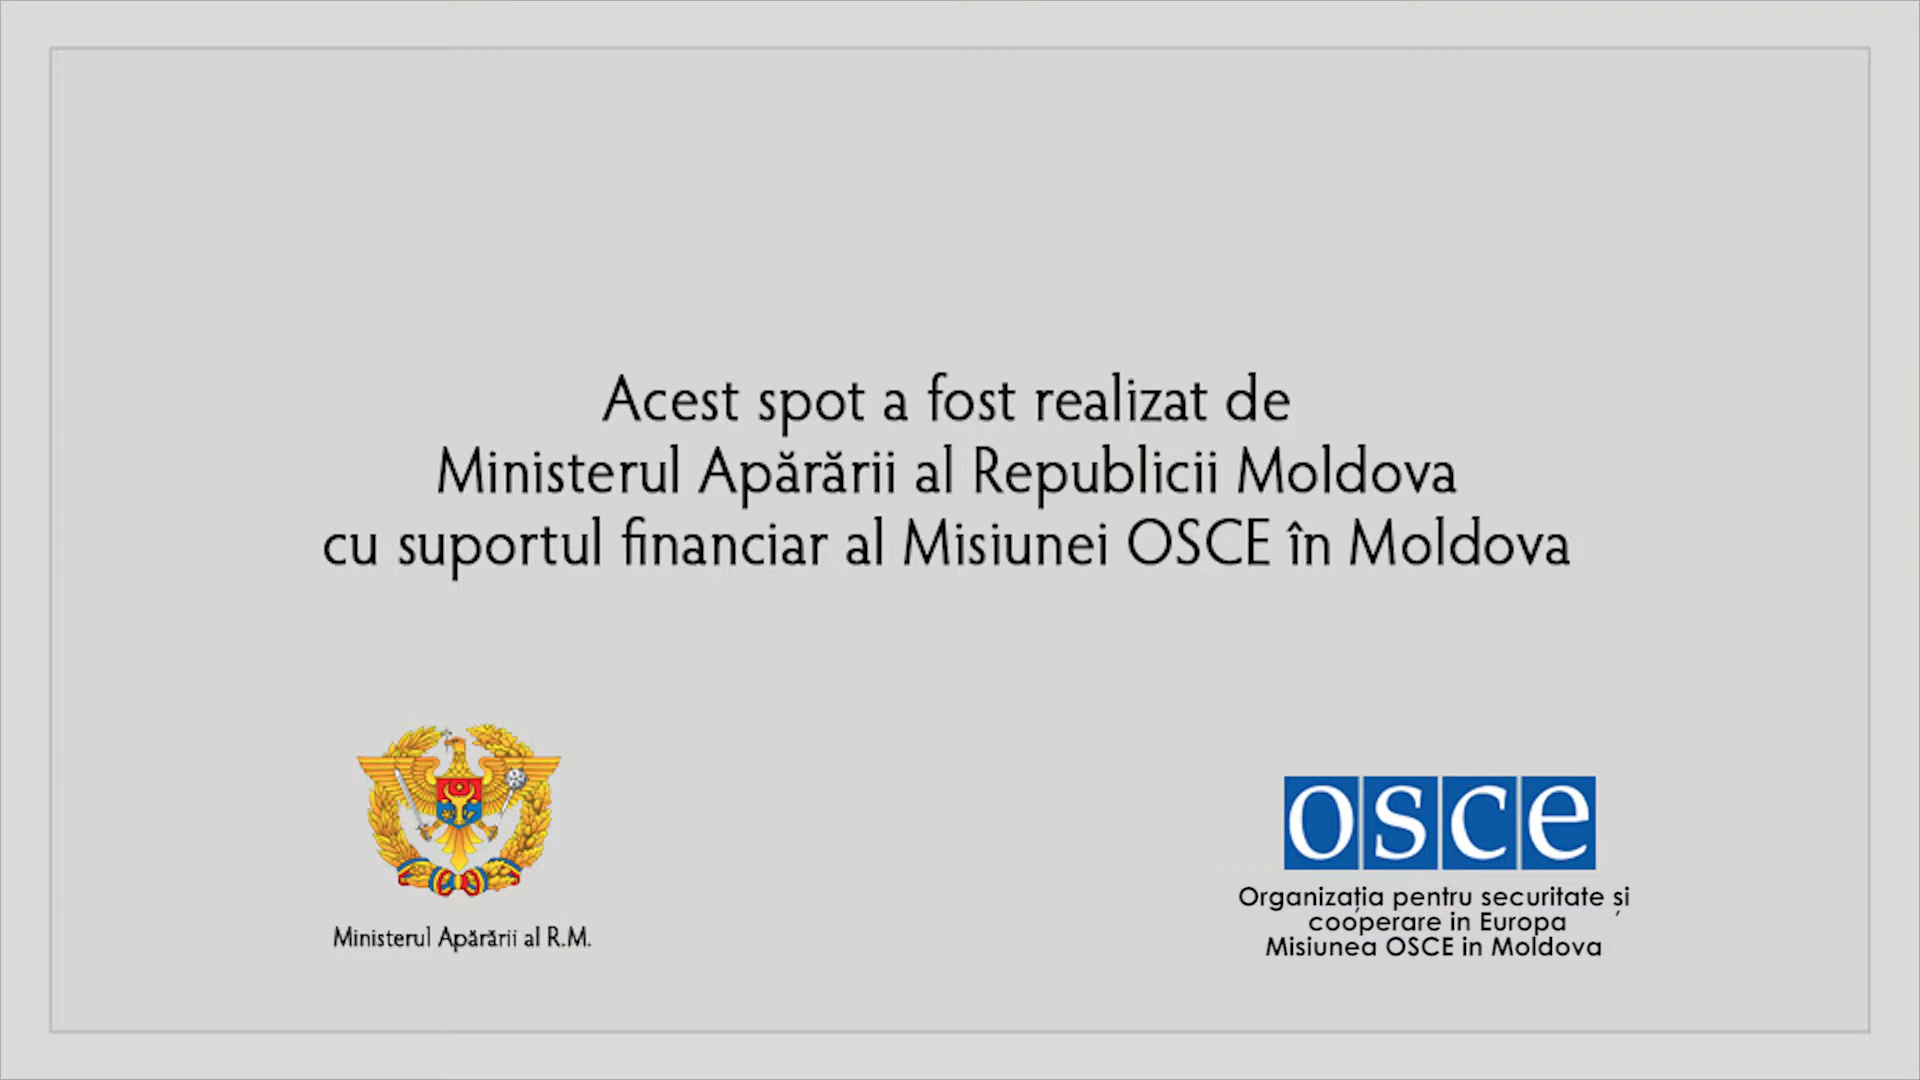 Acest spot a fost realizat de
Ministerul Apărării al Republicii Moldova
cu suportul financiar al Misiunei OSCE în Moldova
Ministerul Apărării al R.M.
osce
Organizația pentru securitate și
cooperare in Europa
Misiunea OSCE in Moldova